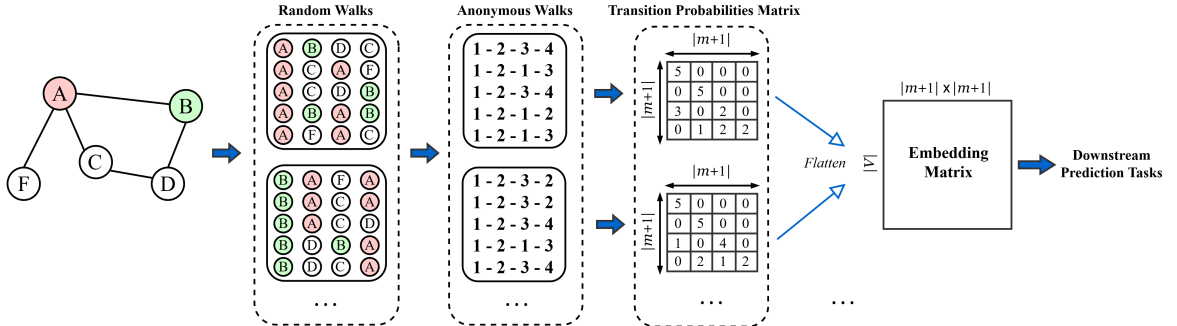 Random Walks
Anonymous Walks
Transition Probabilities Matrix
A
B
C
D
F
A B D C
A C A F
A C D B
A B A B
A F A C
B A F A
B A C A
B A C D
B D B A
B D C A
...
1 - 2 - 3 - 4
1 - 2 - 1 - 3
1 - 2 - 3 - 4
1 - 2 - 1 - 2
1 - 2 - 1 - 3
1 - 2 - 3 - 2
1 - 2 - 3 - 2
1 - 2 - 3 - 4
1 - 2 - 1 - 3
1 - 2 - 3 - 4
...
|m+1|
|m+1|
5 0 0 0
0 5 0 0
3 0 2 0
0 1 2 2
|m+1|
|m+1|
5 0 0 0
0 5 0 0
1 0 4 0
0 2 1 2
...
Flatten
...
|m+1| x |m+1|
|V|
Embedding
Matrix
Downstream
Prediction Tasks